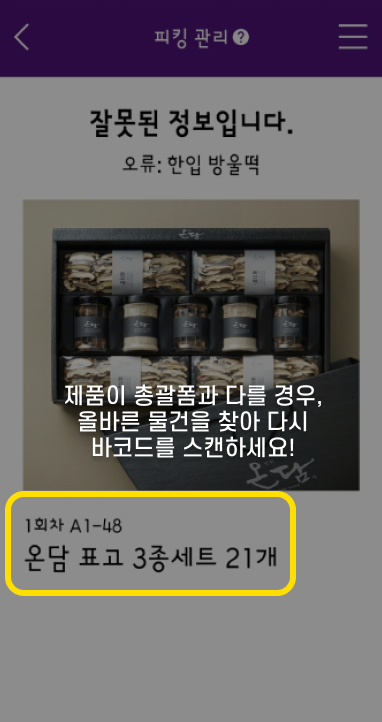 피킹 관리 ?
잘못된 정보입니다.
오류: 한입 방울떡
온담
온담
제품이 총괄폼과 다를 경우,
올바른 물건을 찾아 다시
바코드를 스캔하세요!
온담
1회차 A1-48
온담 표고 3종세트 21개